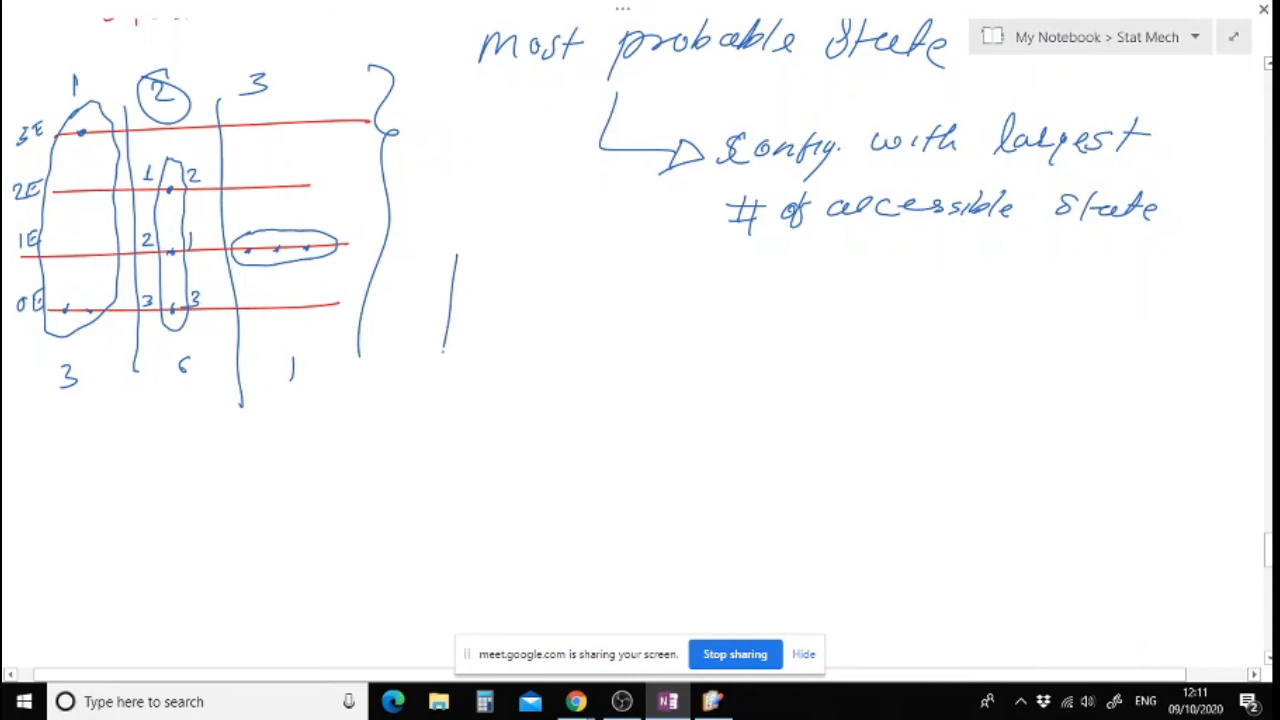 most probable State
My Notebook > Stat Mech
1 2 3
3E
Config. with largest
2E 1 2
# of accessible State
1E 2 1
0E 3 3
3 6 1
meet.google.com is sharing your screen. Stop sharing Hide
Type here to search
ENG
12:11
09/10/2020
2